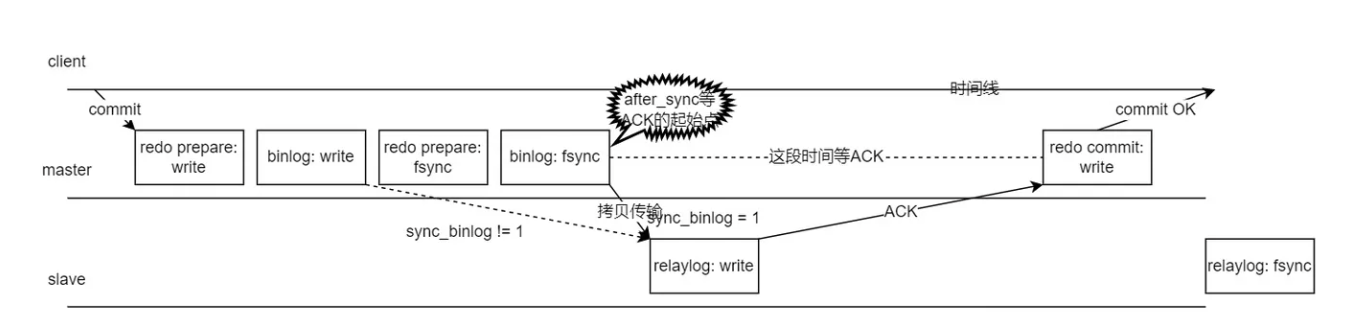 client
时间线
commit
after_sync等
ACK的起始点
commit OK
redo prepare:
write
binlog: write
redo prepare:
fsync
binlog: fsync
这段时间等ACK
redo commit:
write
master
拷贝传输
sync_binlog = 1
ACK
sync_binlog != 1
slave
relaylog: write
relaylog: fsync